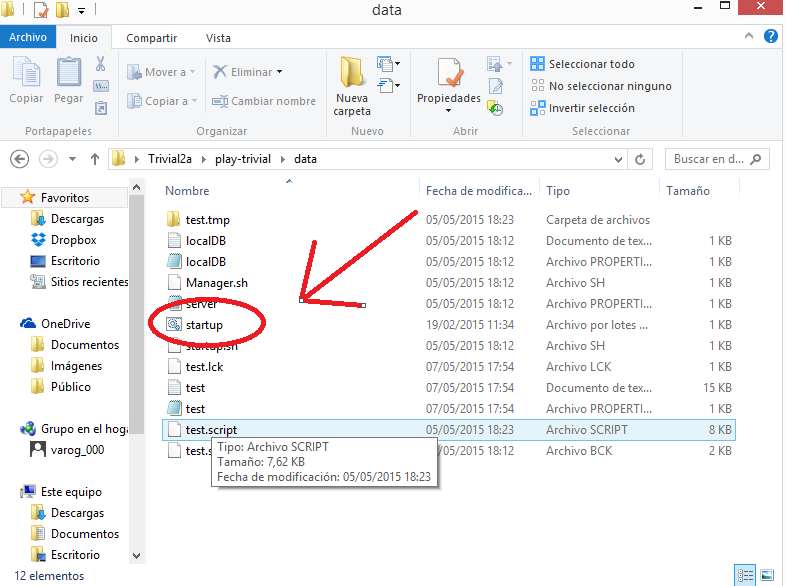 data
Archivo Inicio Compartir Vista
Copiar Pegar Mover a Copiar a Eliminar Cambiar nombre Nueva carpeta Propiedades Seleccionar todo No seleccionar ninguno Invertir selección
Portapapeles Organizar Nuevo Abrir Seleccionar
Trivial2a play-trivial data Buscar en d...
Nombre Fecha de modifica... Tipo Tamaño
test.tmp 05/05/2015 18:23 Carpeta de archivos
localDB 05/05/2015 18:12 Documento de tex... 1 KB
localDB 05/05/2015 18:12 Archivo PROPERTI... 1 KB
Manager.sh 05/05/2015 18:12 Archivo SH 1 KB
server 05/05/2015 18:12 Archivo PROPERTI... 1 KB
startup 19/02/2015 11:34 Archivo por lotes ... 1 KB
startup.sh 05/05/2015 18:12 Archivo SH 1 KB
test.lck 07/05/2015 17:54 Archivo LCK 1 KB
test 07/05/2015 17:54 Documento de tex... 15 KB
test 07/05/2015 17:54 Archivo PROPERTI... 1 KB
test.script 05/05/2015 18:23 Archivo SCRIPT 8 KB
test.s /05/2015 18:12 Archivo BCK 2 KB
Tipo: Archivo SCRIPT
Tamaño: 7,62 KB
Fecha de modificación: 05/05/2015 18:23
Favoritos
Descargas
Dropbox
Escritorio
Sitios recientes
OneDrive
Documentos
Imágenes
Público
Grupo en el hoga
varog_000
Este equipo
Descargas
Documentos
Escritorio
12 elementos